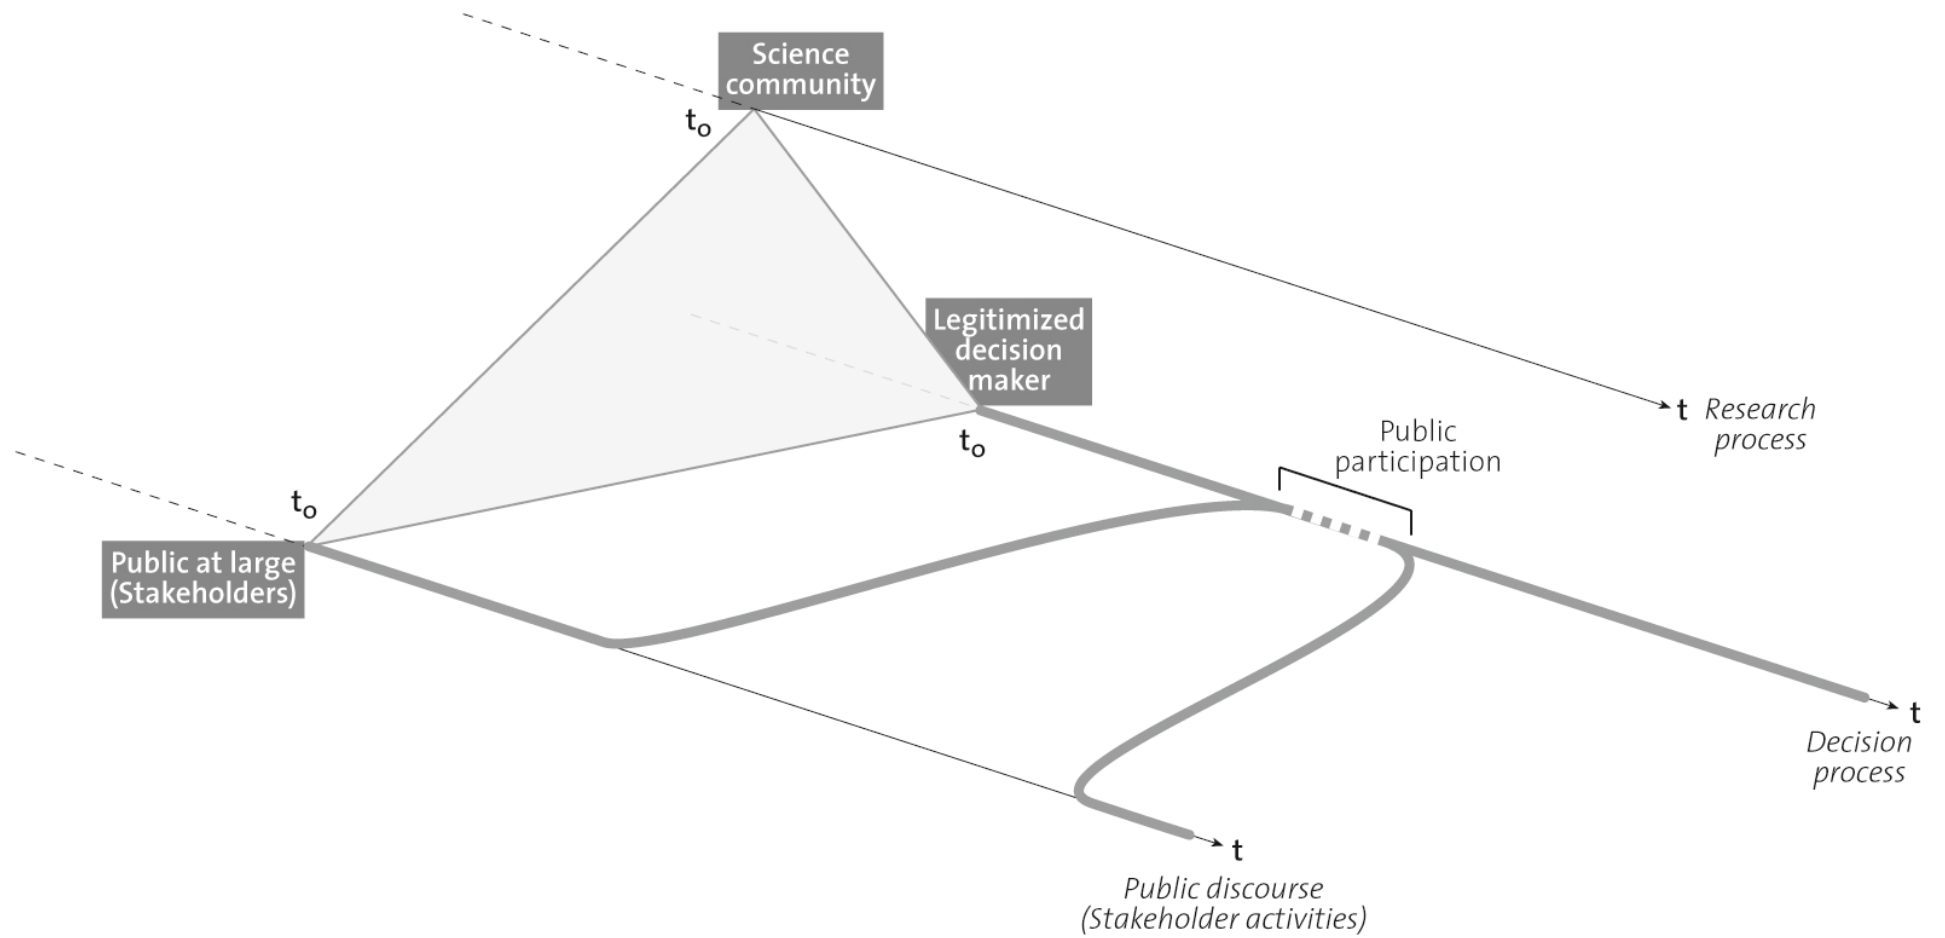 Science
community
t₀
Legitimized
decision
maker
t Research
process
Public
participation
t₀
t₀
Public at large
(Stakeholders)
t
Decision
process
t
Public discourse
(Stakeholder activities)